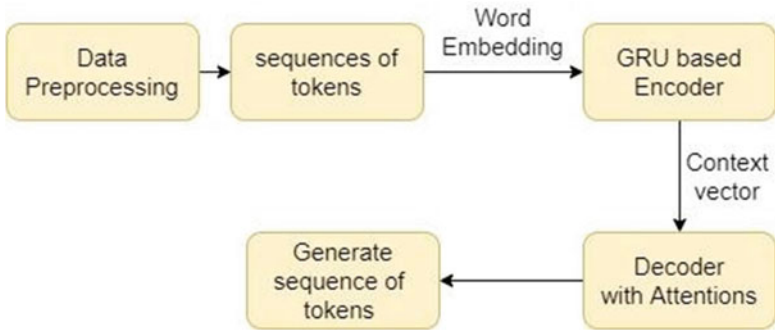 Data
Preprocessing
sequences of
tokens
Word
Embedding
GRU based
Encoder
Context
vector
Decoder
with Attentions
Generate
sequence of
tokens